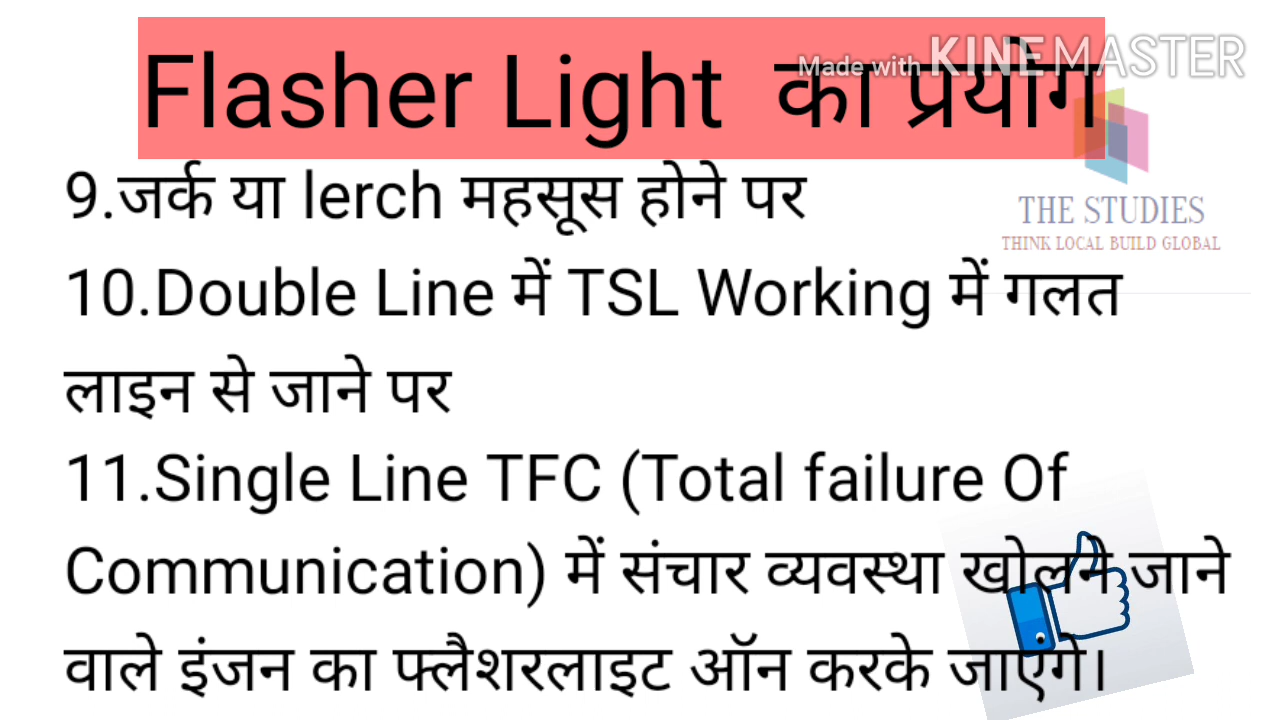 Flasher Light का प्रयोग
Made with KINEMASTER
9.जर्क या lerch महसूस होने पर
THE STUDIES
THINK LOCAL BUILD GLOBAL
10.Double Line में TSL Working में गलत
लाइन से जाने पर
11.Single Line TFC (Total failure Of
Communication) में संचार व्यवस्था खोलने जाने
वाले इंजन का फ्लैशरलाइट ऑन करके जाएंगे।